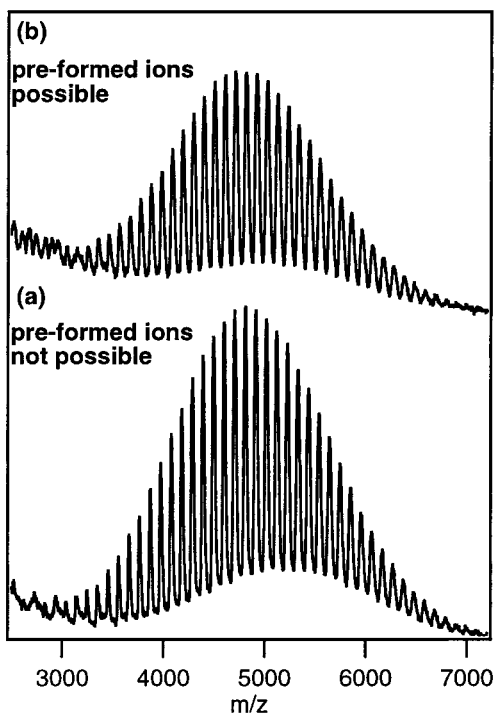 (b)
pre-formed ions
possible
(a)
pre-formed ions
not possible
3000 4000 5000 6000 7000
m/z